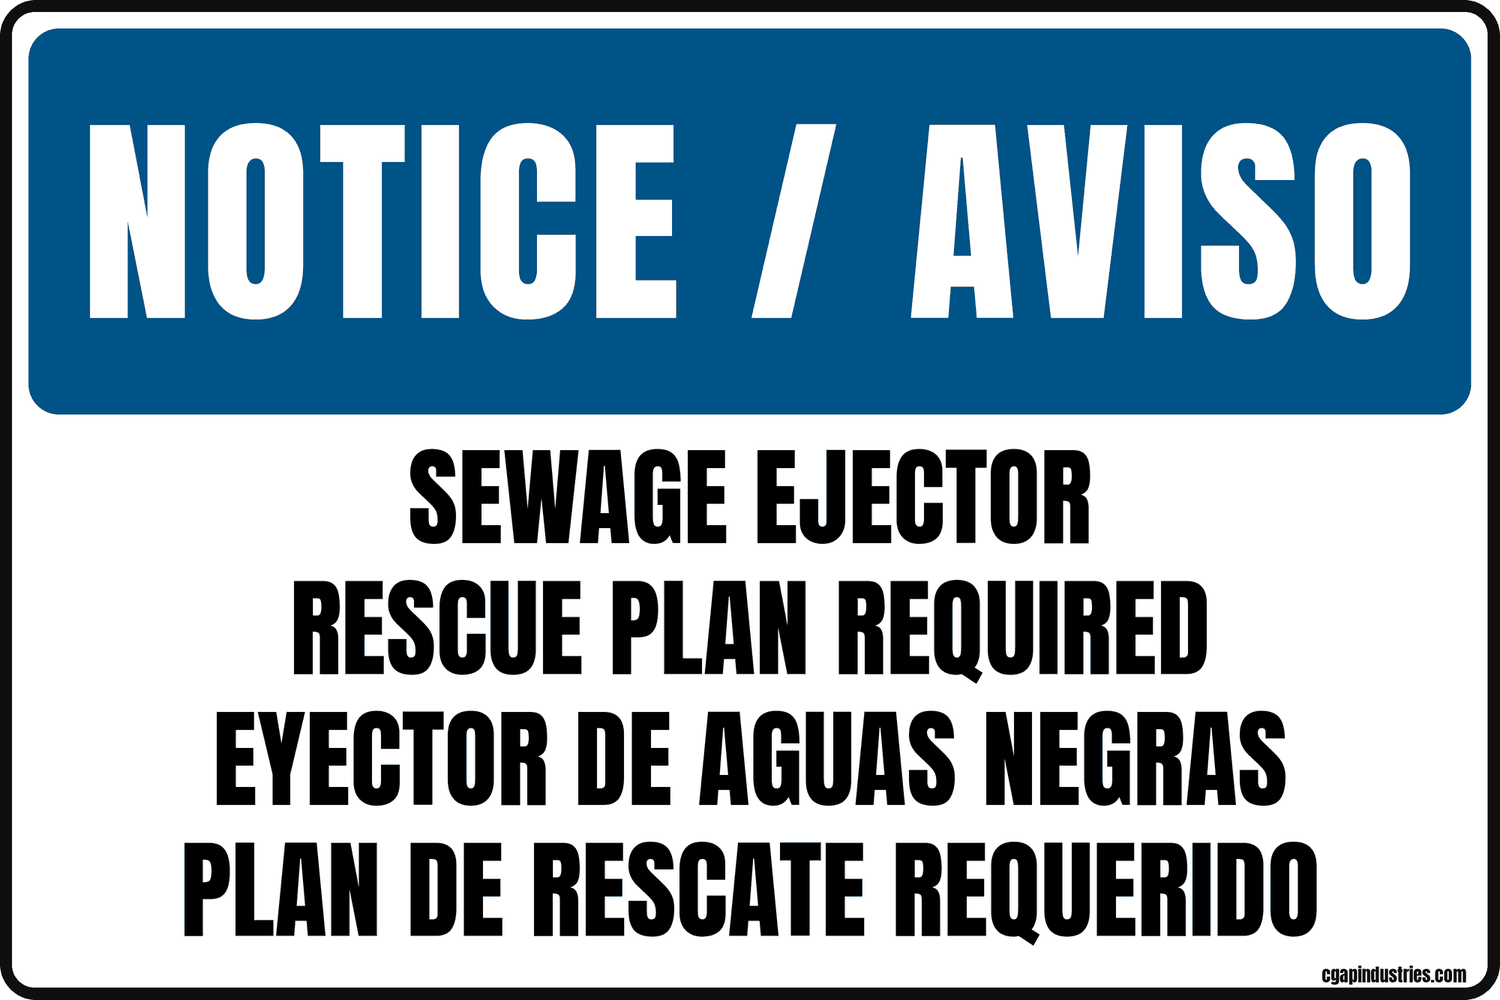 NOTICE / AVISO
SEWAGE EJECTOR
RESCUE PLAN REQUIRED
EYECTOR DE AGUAS NEGRAS
PLAN DE RESCATE REQUERIDO
cgapindustries.com